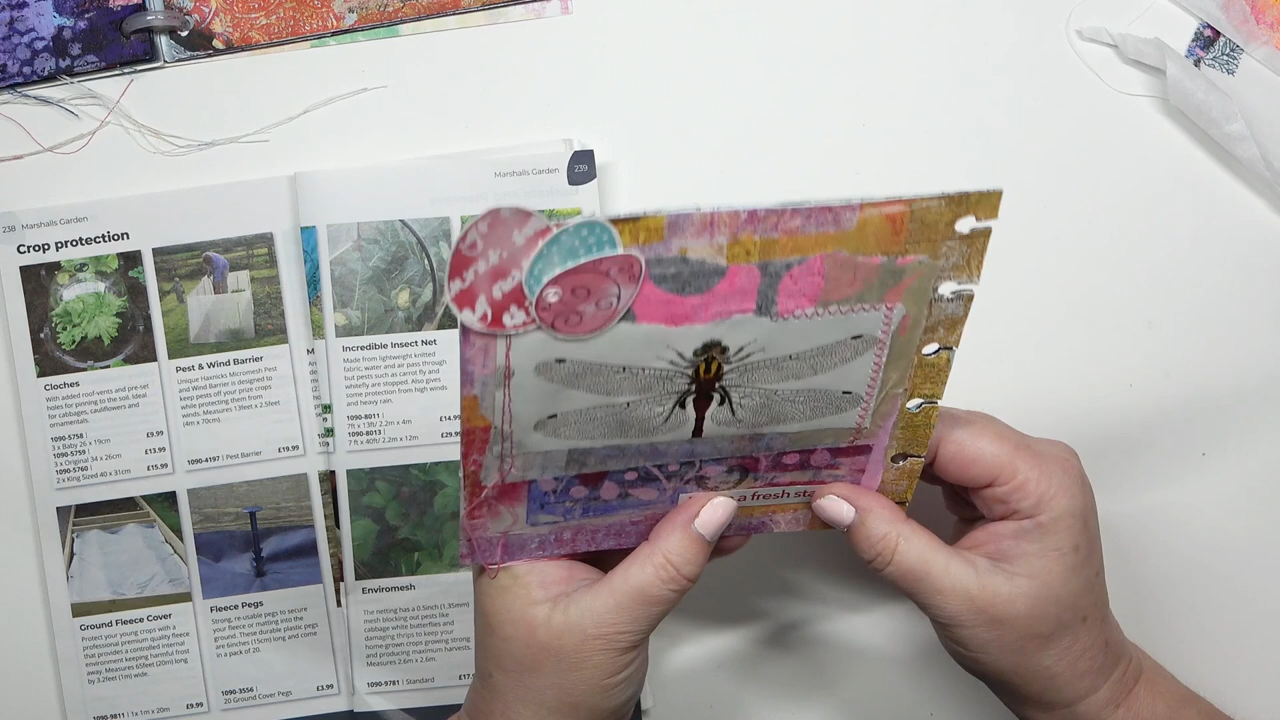 238 Marshalls Garden
Crop protection
Cloches
With added roof-vents and pre-set
holes for pinning to the soil. Ideal
for cabbages, cauliflowers and
ornamentals.
1090-5758 |
3 x Baby 26 x 19cm £9.99
1090-5759 |
3 x Original 34 x 26cm £13.99
1090-5760 |
2 x King Sized 40 x 31cm £15.99
Pest & Wind Barrier
Unique Haxnicks Micromesh Pest
and Wind Barrier is designed to
keep pests off your prize crops
while protecting them from
winds. Measures 13feet x 2.5feet
(4m x 70cm).
1090-4197 | Pest Barrier £19.99
Ground Fleece Cover
Protect your young crops with a
professional premium quality fleece
that provides a controlled internal
environment keeping harmful frost
away. Measures 65feet (20m) long
by 3.2feet (1m) wide.
1090-9811 | 1x 1m x 20m £9.99
Fleece Pegs
Strong, re-usable pegs to secure
your fleece or matting into the
ground. These durable plastic pegs
are 6inches (15cm) long and come
in a pack of 20.
1090-3556 |
20 Ground Cover Pegs £3.99
Marshalls Garden 239
Incredible Insect Net
Made from lightweight knitted
fabric, water and air pass through
but pests such as carrot fly and
whitefly are stopped. Also gives
some protection from high winds
and heavy rain.
1090-8011 |
7ft x 13ft/ 2.2m x 4m £14.99
1090-8013 |
7 ft x 40ft/ 2.2m x 12m £29.99
Enviromesh
The netting has a 0.5inch (1.35mm)
mesh blocking out pests like
cabbage white butterflies and
damaging thrips to keep your
home-grown crops growing strong
and producing maximum harvests.
Measures 2.6m x 2.6m.
1090-9781 | Standard
a fresh